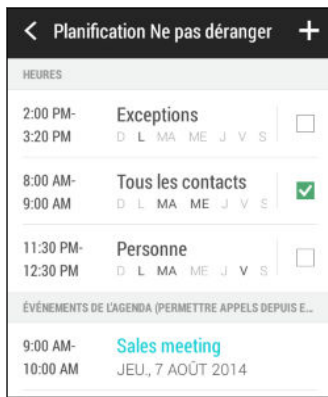 Planification Ne pas déranger
HEURES
2:00 PM- Exceptions
3:20 PM D L MA ME J V S
8:00 AM- Tous les contacts
9:00 AM D L MA ME J V S
11:30 PM- Personne
12:30 PM D L MA ME J V S
ÉVÉNEMENTS DE L'AGENDA (PERMETTRE APPELS DEPUIS E...
9:00 AM- Sales meeting
10:00 AM JEU., 7 AOÛT 2014